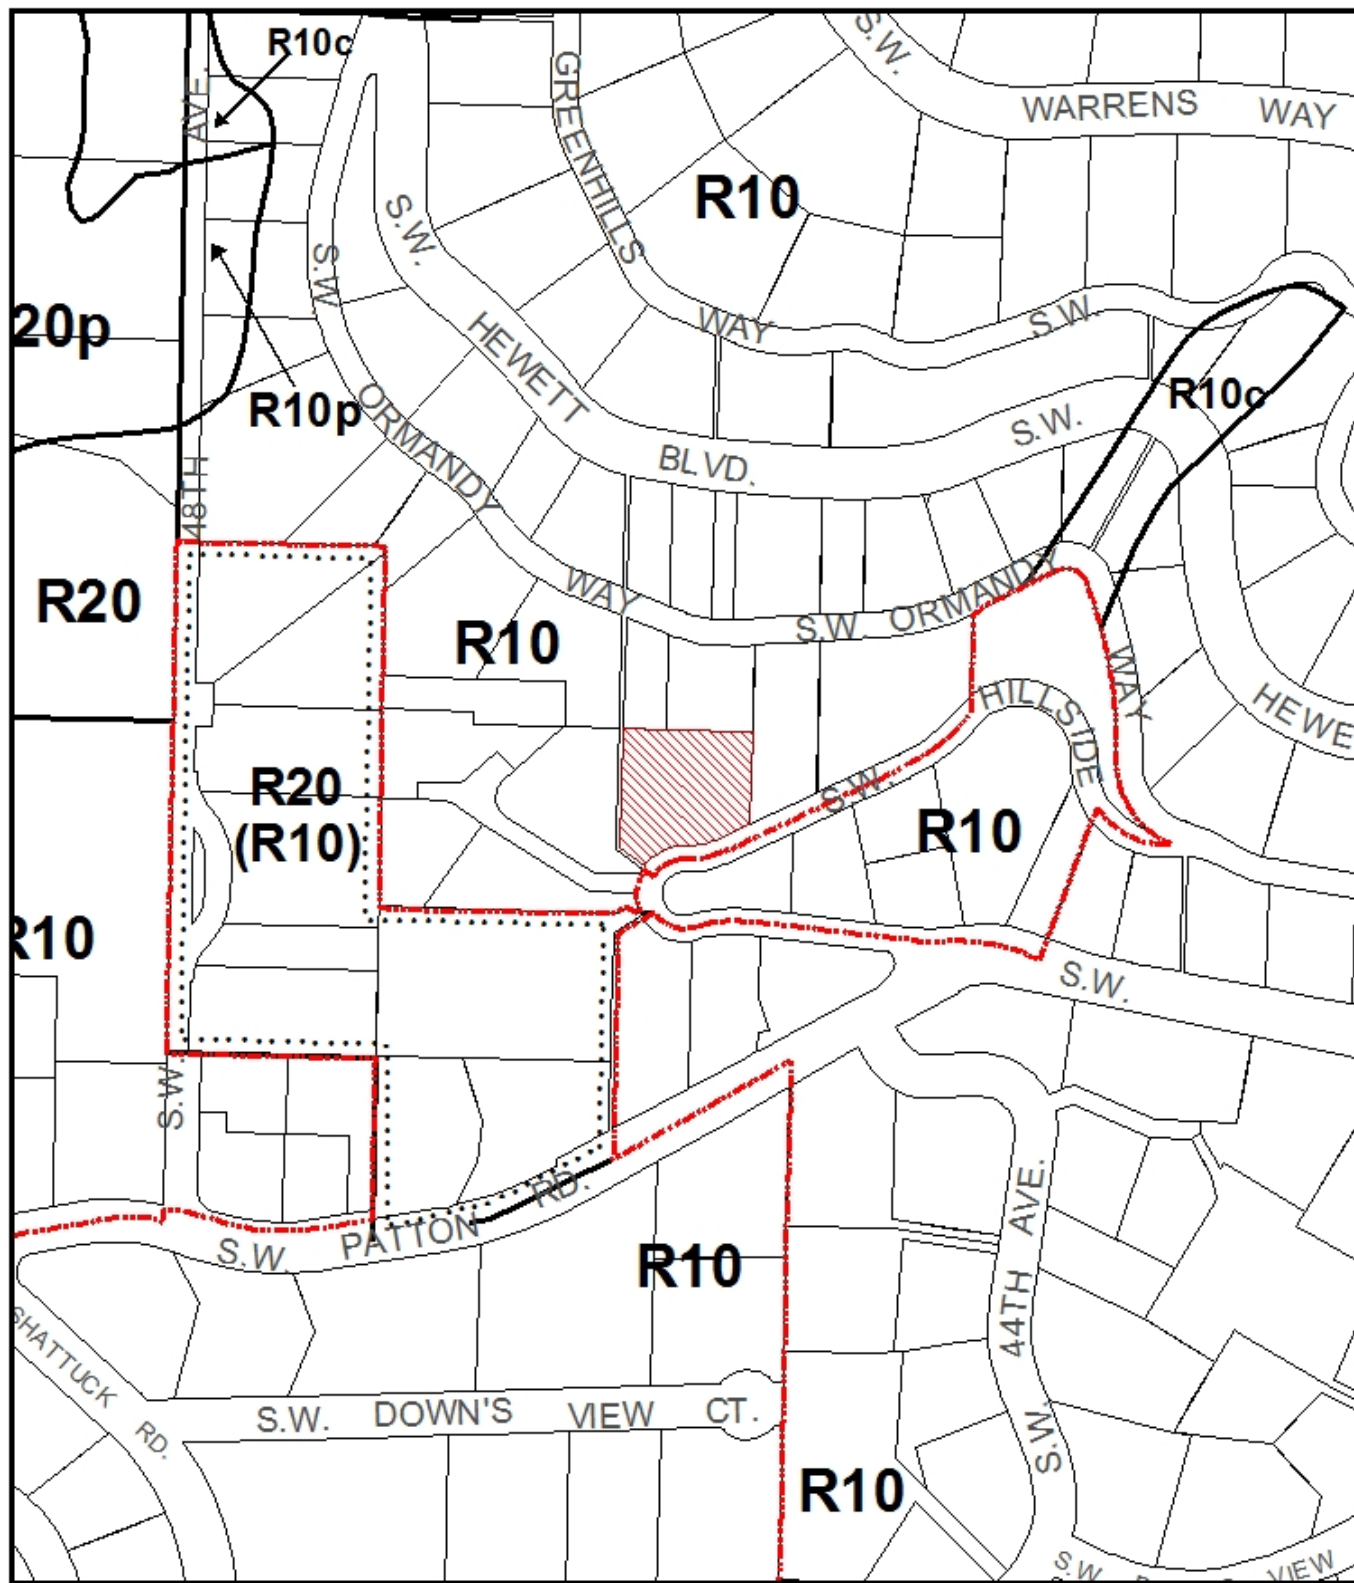 R10c
AVE.
GREENHILLS
S.W.
WARRENS WAY
R10
S.W.
S.W.
20p
HEWETT
WAY
S.W.
R10p
ORMANDY
R10c
BLVD.
S.W.
48TH
R20
WAY
S.W. ORMANDY
R10
WAY
HILLSIDE
HEWE
R20
(R10)
S.W.
R10
R10
S.W.
S.W.
RD.
S.W. PATTON
R10
44TH AVE.
SHATTUCK
RD.
S.W. DOWN'S VIEW CT.
S.W.
R10
S.W.
VIEW